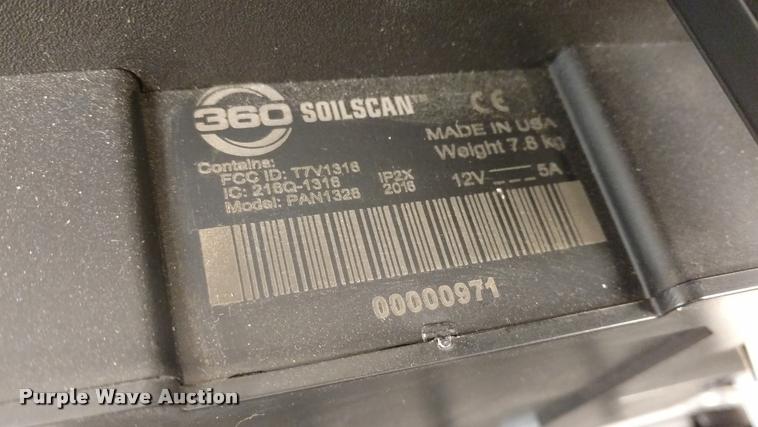 360 SOILSCAN™ CE
MADE IN USA
Weight 7.8 kg
Contains:
FCC ID: T7V1316
IC: 216Q-1316
Model: PAN1326
IP2X
2016
12V 5A
00000971
Purple Wave Auction